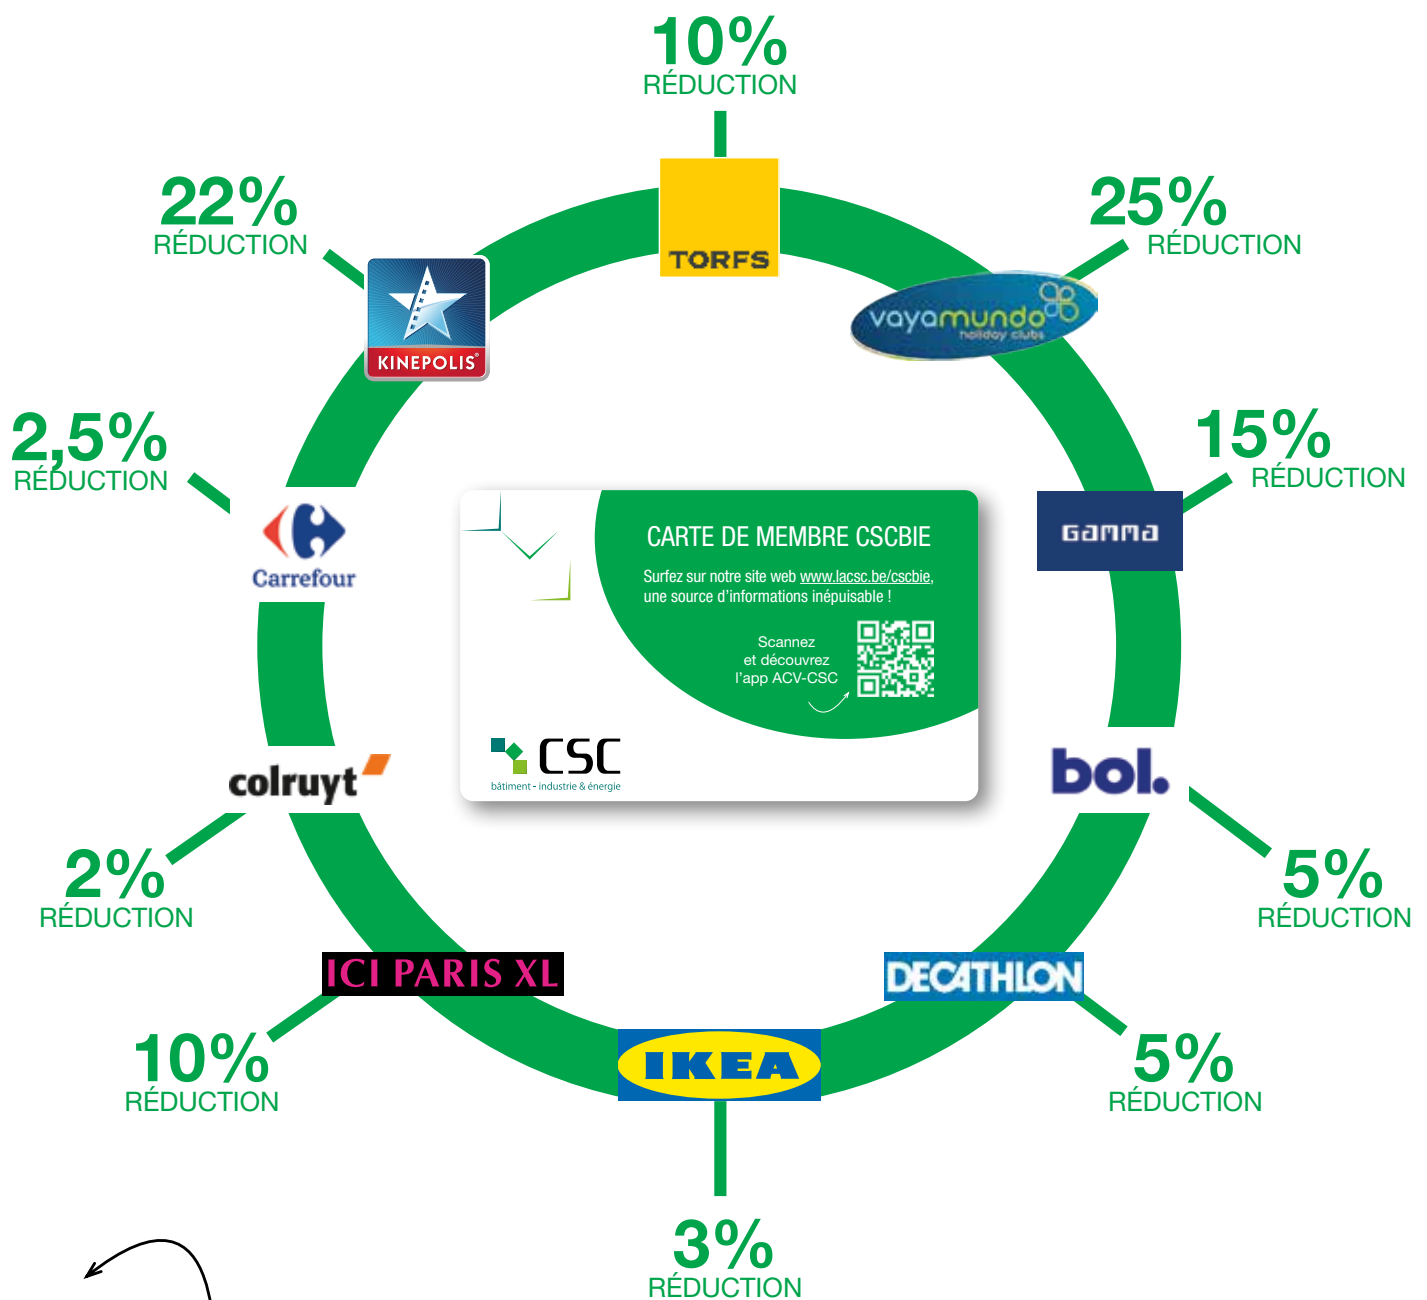 10%
RÉDUCTION
TORFS
22%
RÉDUCTION
KINEPOLIS®
25%
RÉDUCTION
vayamundo
holiday clubs
2,5%
RÉDUCTION
Carrefour
15%
RÉDUCTION
GAMMA
CARTE DE MEMBRE CSCBIE
Surfez sur notre site web www.lacsc.be/cscbie,
une source d'informations inépuisable !
Scannez
et découvrez
l'app ACV-CSC
CSC
bâtiment - industrie & énergie
colruyt
2%
RÉDUCTION
bol.
5%
RÉDUCTION
ICI PARIS XL
10%
RÉDUCTION
DECATHLON
5%
RÉDUCTION
IKEA
3%
RÉDUCTION